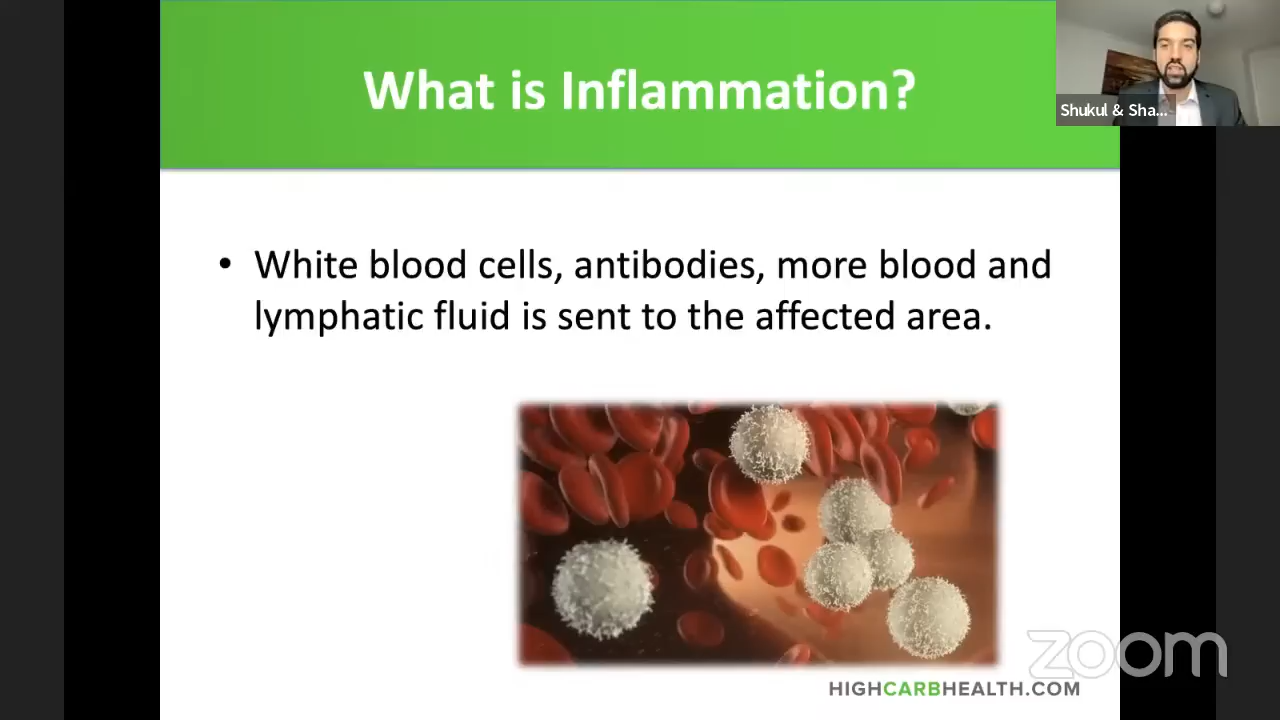 What is Inflammation?
Shukul & Sha...
• White blood cells, antibodies, more blood and
lymphatic fluid is sent to the affected area.
zoom
HIGHCARBHEALTH.COM